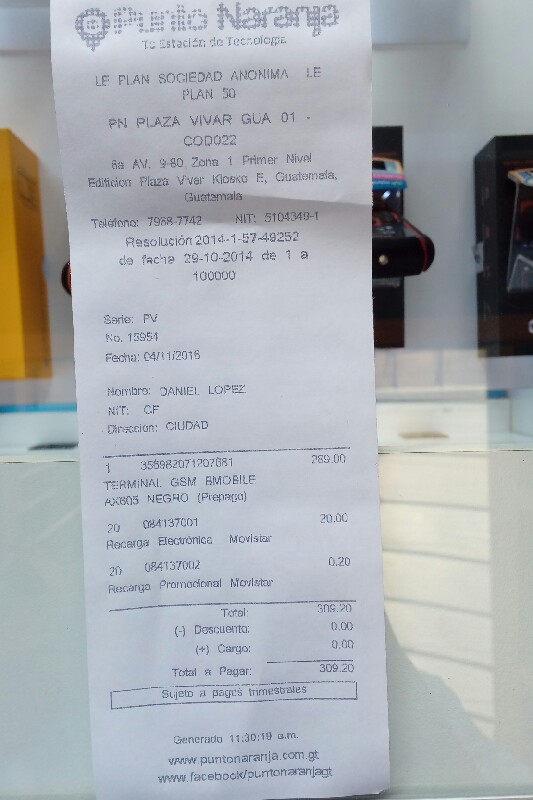 Punto Naranja
Tu Estación de Tecnología
LE PLAN SOCIEDAD ANONIMA LE
PLAN 50
PN PLAZA VIVAR GUA 01 -
COD022
8a AV. 9-60 Zona 1 Primer Nivel
Edificion Plaza Vivar Kiosko E, Guatemala,
Guatemala
Teléfono: 7968-7742 NIT: 5104349-1
Resolución 2014-1-57-49252
de fecha 29-10-2014 de 1 a
100000
Serie: PV
No. 15954
Fecha: 04/11/2016
Nombre: DANIEL LOPEZ
NIT: CF
Direccion: CIUDAD
1 356982071207681 289.00
TERMINAL GSM BMOBILE
AX605 NEGRO (Prepago)
20 084137001 20.00
Recarga Electrónica Movistar
20 084137002 0.20
Recarga Promocional Movistar
Total: 309.20
(-) Descuento: 0.00
(+) Cargo: 0.00
Total a Pagar: 309.20
Sujeto a pagos trimestrales
Generado 11:30:19 a.m.
www.puntonaranja.com.gt
www.facebook/puntonaranjagt